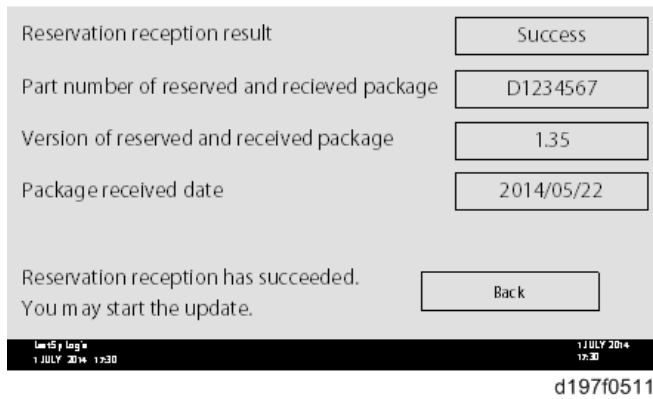 Reservation reception result
Success
Part number of reserved and recieved package
D1234567
Version of reserved and received package
1.35
Package received date
2014/05/22
Reservation reception has succeeded.
You may start the update.
Back
1 JULY 2014 17:30
1 JULY 2014
17:30
d197f0511